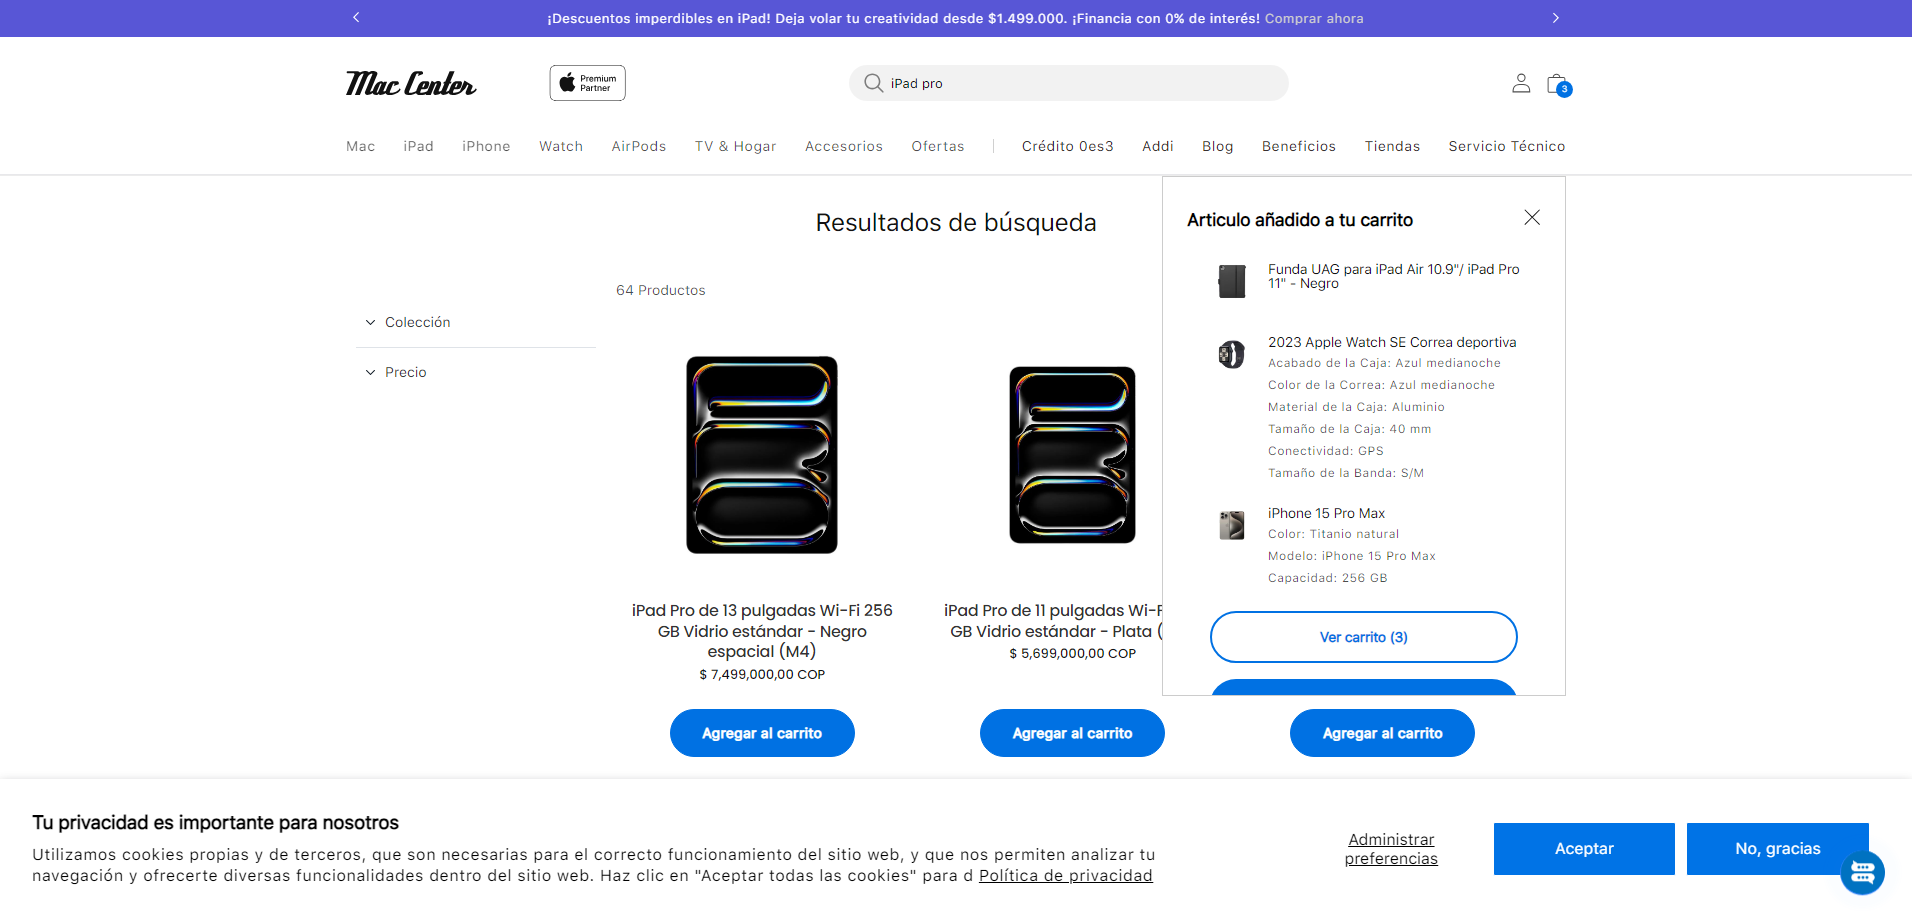 ¡Descuentos imperdibles en iPad! Deja volar tu creatividad desde $1.499.000. ¡Financia con 0% de interés! Comprar ahora
Mac Center
Premium
Partner
iPad pro
3
Mac iPad iPhone Watch AirPods TV & Hogar Accesorios Ofertas Crédito 0es3 Addi Blog Beneficios Tiendas Servicio Técnico
Resultados de búsqueda
64 Productos
Colección
Precio
iPad Pro de 13 pulgadas Wi-Fi 256
GB Vidrio estándar - Negro
espacial (M4)
$ 7,499,000,00 COP
Agregar al carrito
iPad Pro de 11 pulgadas Wi-F
GB Vidrio estándar - Plata (
$ 5,699,000,00 COP
Agregar al carrito
Agregar al carrito
Articulo añadido a tu carrito
Funda UAG para iPad Air 10.9"/ iPad Pro
11" - Negro
2023 Apple Watch SE Correa deportiva
Acabado de la Caja: Azul medianoche
Color de la Correa: Azul medianoche
Material de la Caja: Aluminio
Tamaño de la Caja: 40 mm
Conectividad: GPS
Tamaño de la Banda: S/M
iPhone 15 Pro Max
Color: Titanio natural
Modelo: iPhone 15 Pro Max
Capacidad: 256 GB
Ver carrito (3)
Tu privacidad es importante para nosotros
Utilizamos cookies propias y de terceros, que son necesarias para el correcto funcionamiento del sitio web, y que nos permiten analizar tu
navegación y ofrecerte diversas funcionalidades dentro del sitio web. Haz clic en "Aceptar todas las cookies" para d Política de privacidad
Administrar
preferencias
Aceptar
No, gracias